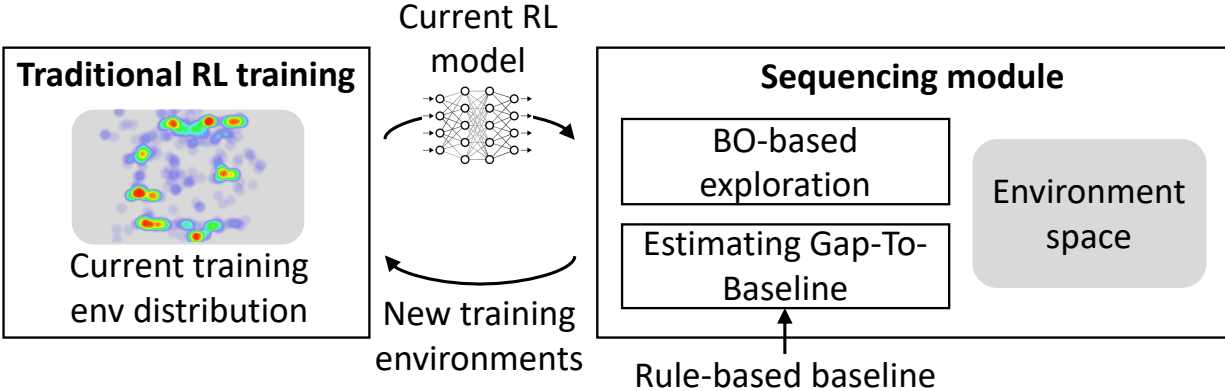 Traditional RL training
Current training
env distribution
Current RL
model
New training
environments
Sequencing module
BO-based
exploration
Estimating Gap-To-
Baseline
Environment
space
Rule-based baseline